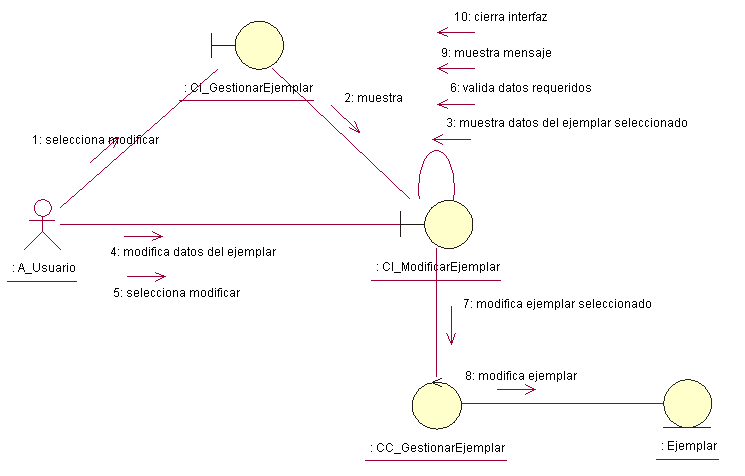 10: cierra interfaz
9: muestra mensaje
: CI_GestionarEjemplar
6: valida datos requeridos
2: muestra
3: muestra datos del ejemplar seleccionado
1: selecciona modificar
4: modifica datos del ejemplar
: A_Usuario
: CI_ModificarEjemplar
5: selecciona modificar
7: modifica ejemplar seleccionado
8: modifica ejemplar
: CC_GestionarEjemplar
: Ejemplar